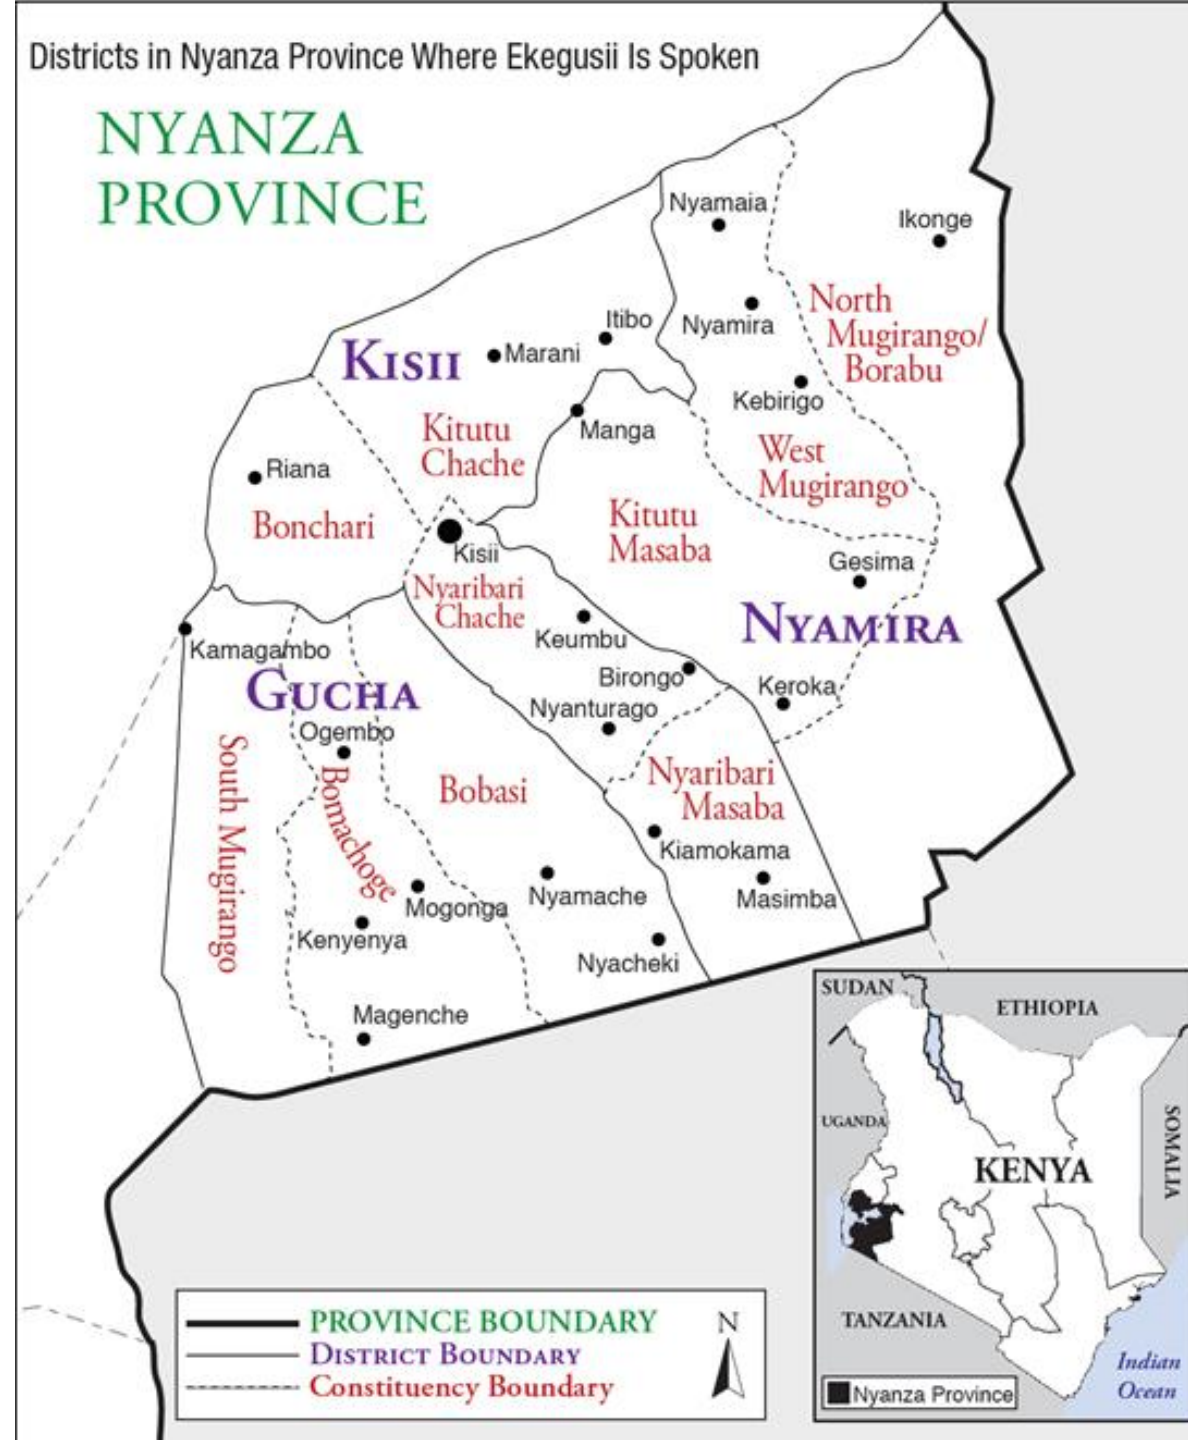 Districts in Nyanza Province Where Ekegusii Is Spoken
NYANZA
PROVINCE
Nyamaia
Ikonge
North
Mugirango/
Borabu
Itibo
Nyamira
KISII
Marani
Kebirigo
Manga
Kitutu
Chache
West
Mugirango
Riana
Bonchari
Kitutu
Masaba
Kisii
Gesima
Nyaribari
Chache
NYAMIRA
Keumbu
Kamagambo
Birongo
Keroka
GUCHA
Nyanturago
Ogembo
South Mugirango
Bomachoge
Bobasi
Nyaribari
Masaba
Kiamokama
Masimba
Nyamache
Mogonga
Kenyenya
Nyacheki
Magenche
SUDAN
ETHIOPIA
UGANDA
SOMALIA
KENYA
TANZANIA
Indian
Ocean
Nyanza Province
PROVINCE BOUNDARY
DISTRICT BOUNDARY
Constituency Boundary
N